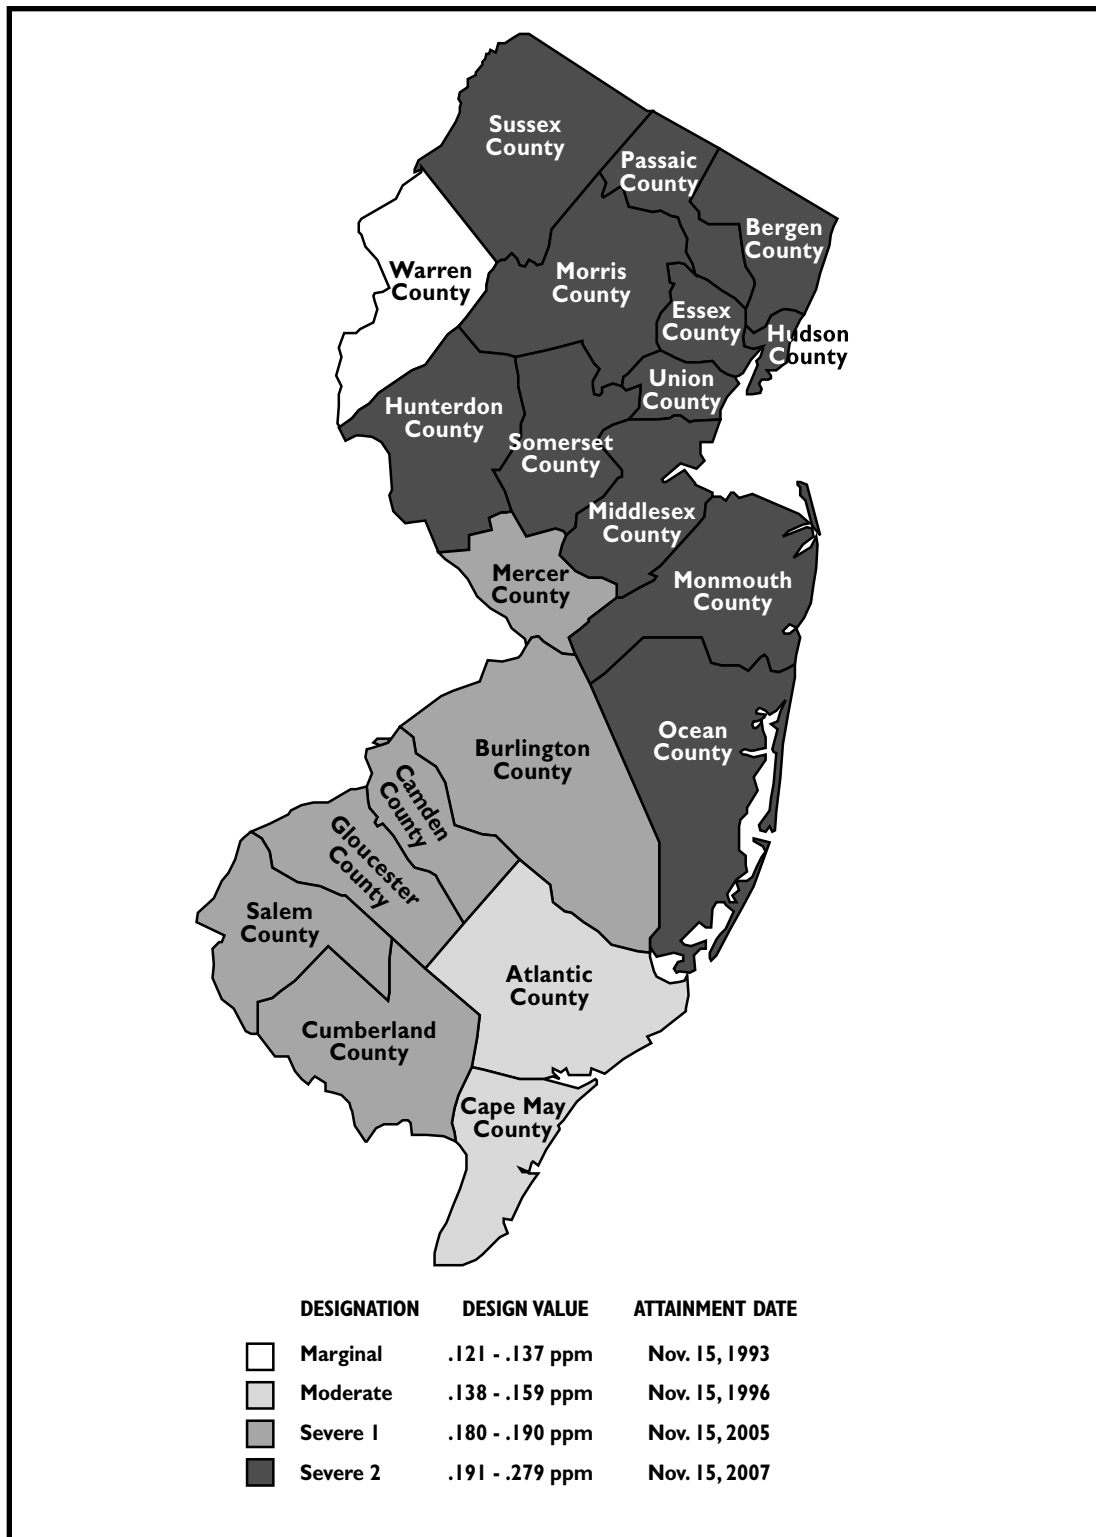 Sussex
County
Passaic
County
Bergen
County
Warren
County
Morris
County
Essex
County
Hudson
County
Union
County
Hunterdon
County
Somerset
County
Middlesex
County
Mercer
County
Monmouth
County
Ocean
County
Burlington
County
Camden
County
Gloucester
County
Salem
County
Atlantic
County
Cumberland
County
Cape May
County
DESIGNATION DESIGN VALUE ATTAINMENT DATE
Marginal .121 - .137 ppm Nov. 15, 1993
Moderate .138 - .159 ppm Nov. 15, 1996
Severe 1 .180 - .190 ppm Nov. 15, 2005
Severe 2 .191 - .279 ppm Nov. 15, 2007